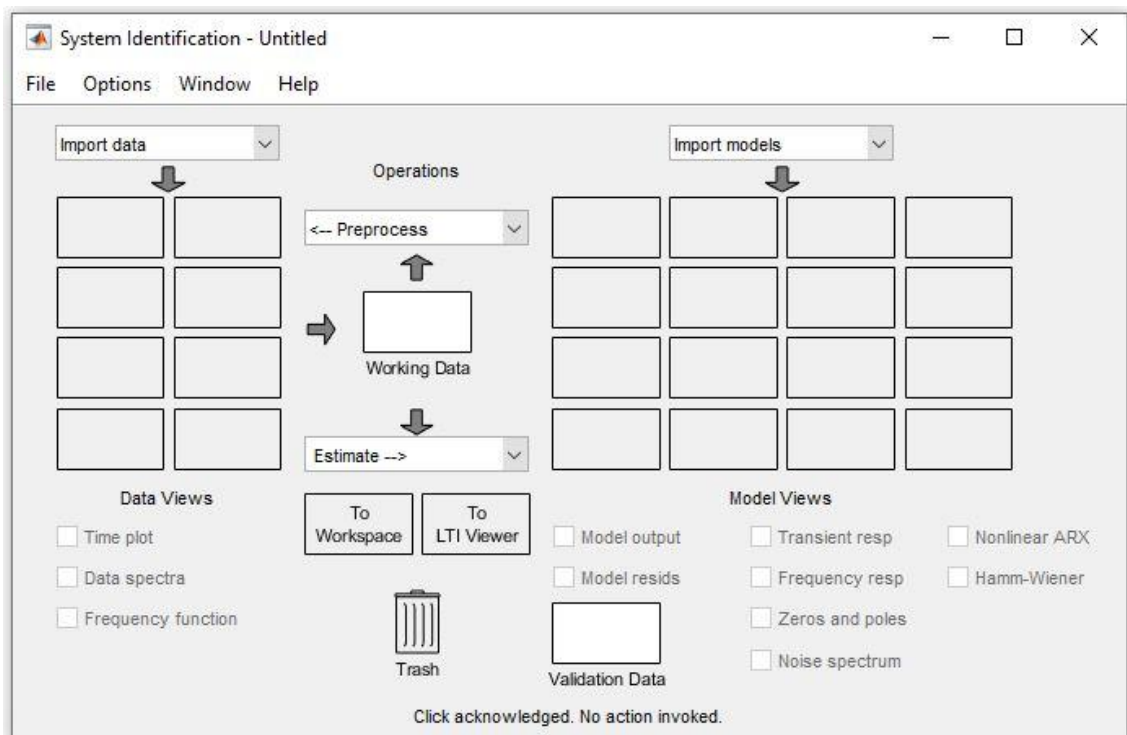 System Identification - Untitled
File Options Window Help
Import data
Import models
Operations
<-- Preprocess
Working Data
Estimate -->
Data Views
Time plot
Data spectra
Frequency function
To
Workspace
To
LTI Viewer
Trash
Model Views
Model output
Model resids
Transient resp
Frequency resp
Zeros and poles
Noise spectrum
Nonlinear ARX
Hamm-Wiener
Validation Data
Click acknowledged. No action invoked.